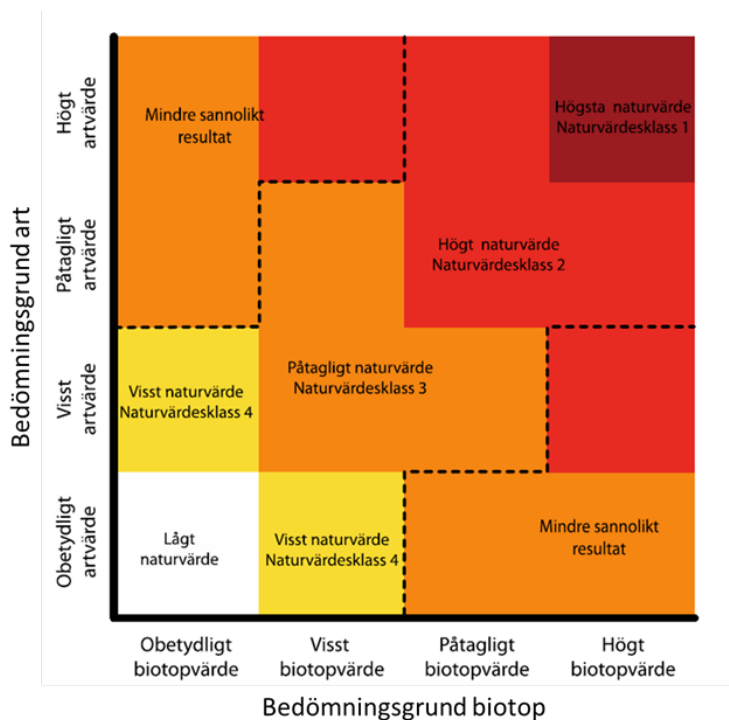 Bedömningsgrund art
Högt
artvärde
Påtagligt
artvärde
Visst
artvärde
Obetydligt
artvärde
Mindre sannolikt
resultat
Högsta naturvärde
Naturvärdesklass 1
Högt naturvärde
Naturvärdesklass 2
Påtagligt naturvärde
Naturvärdesklass 3
Visst naturvärde
Naturvärdesklass 4
Lågt
naturvärde
Visst naturvärde
Naturvärdesklass 4
Mindre sannolikt
resultat
Obetydligt
biotopvärde
Visst
biotopvärde
Påtagligt
biotopvärde
Högt
biotopvärde
Bedömningsgrund biotop